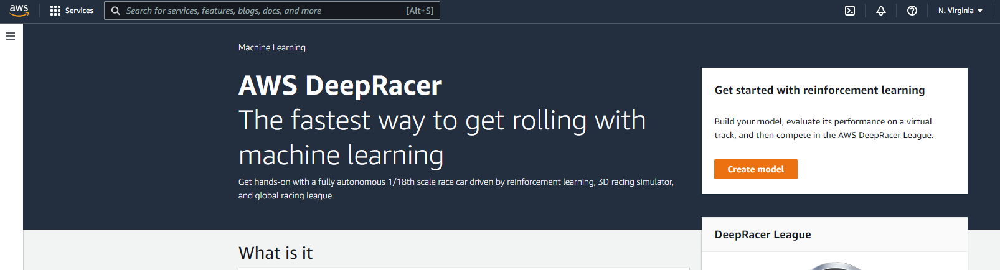 aws
Services
Search for services, features, blogs, docs, and more
[Alt+S]
N. Virginia
Machine Learning
AWS DeepRacer
The fastest way to get rolling with
machine learning
Get hands-on with a fully autonomous 1/18th scale race car driven by reinforcement learning, 3D racing simulator,
and global racing league.
Get started with reinforcement learning
Build your model, evaluate its performance on a virtual
track, and then compete in the AWS DeepRacer League.
Create model
What is it
DeepRacer League